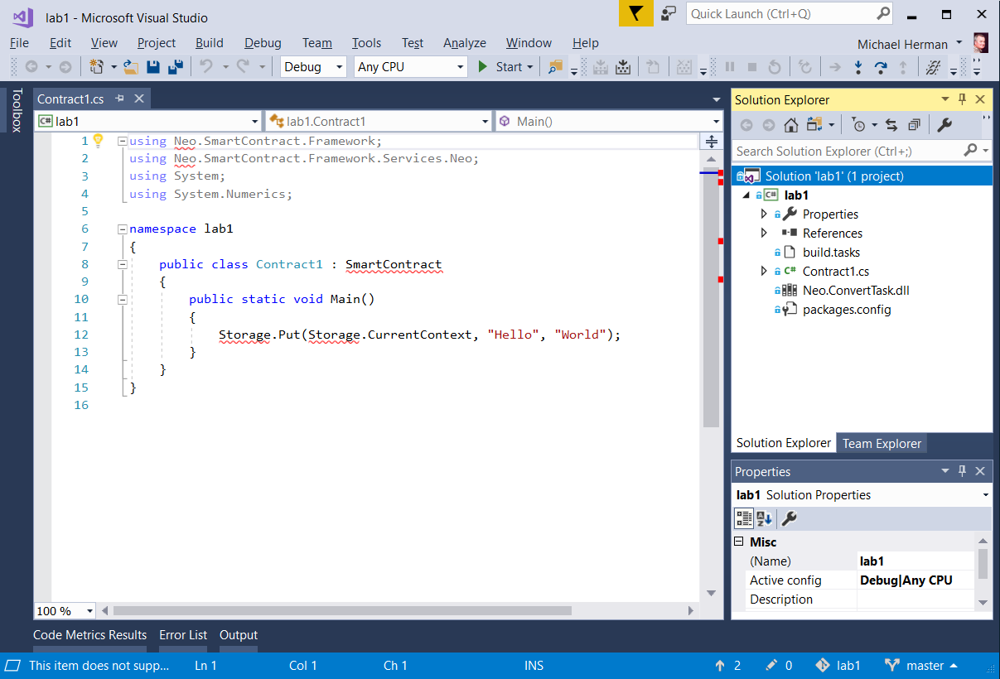 lab1 - Microsoft Visual Studio
Quick Launch (Ctrl+Q)
File Edit View Project Build Debug Team Tools Test Analyze Window Help
Michael Herman
Debug Any CPU Start
Toolbox
Contract1.cs
C# lab1 lab1.Contract1 Main()
1 using Neo.SmartContract.Framework;
2 using Neo.SmartContract.Framework.Services.Neo;
3 using System;
4 using System.Numerics;
5
6 namespace lab1
7 {
8 public class Contract1 : SmartContract
9 {
10 public static void Main()
11 {
12 Storage.Put(Storage.CurrentContext, "Hello", "World");
13 }
14 }
15 }
16
100 %
Solution Explorer
Search Solution Explorer (Ctrl+;)
Solution 'lab1' (1 project)
C# lab1
Properties
References
build.tasks
C# Contract1.cs
Neo.ConvertTask.dll
packages.config
Solution Explorer Team Explorer
Properties
lab1 Solution Properties
Misc
(Name) lab1
Active config Debug|Any CPU
Description
Code Metrics Results Error List Output
This item does not supp... Ln 1 Col 1 Ch 1 INS 2 0 lab1 master